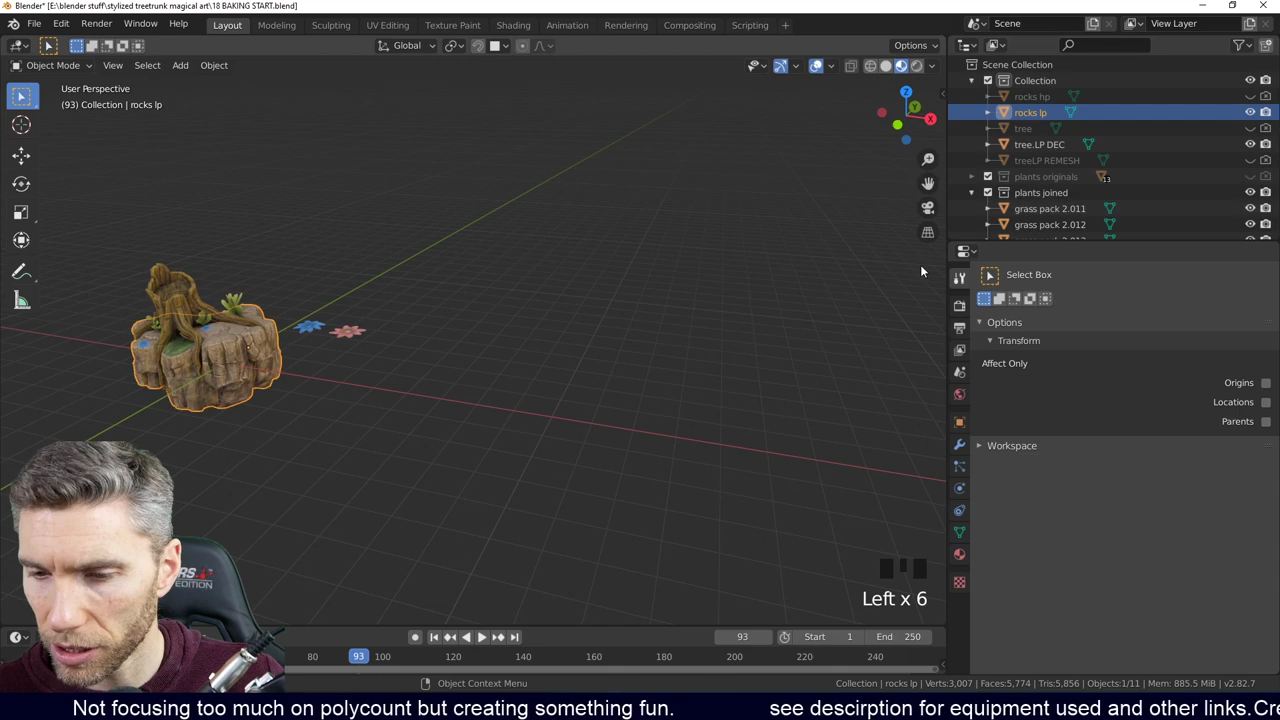 Blender* [E:\blender stuff\stylized treetrunk magical art\18 BAKING START.blend]
File Edit Render Window Help Layout Modeling Sculpting UV Editing Texture Paint Shading Animation Rendering Compositing Scripting + Scene View Layer
Global Options
Object Mode View Select Add Object
User Perspective
(93) Collection | rocks lp
Z
Y
X
Scene Collection
Collection
rocks hp
rocks lp
tree
tree.LP DEC
treeLP REMESH
plants originals 13
plants joined
grass pack 2.011
grass pack 2.012
Select Box
Options
Transform
Affect Only
Origins
Locations
Parents
Workspace
Left x 6
93 Start 1 End 250
80 93 100 120 140 160 180 200 220 240
Object Context Menu Collection | rocks lp | Verts:3,007 | Faces:5,774 | Tris:5,856 | Objects:1/11 | Mem: 885.5 MiB | v2.82.7
Not focusing too much on polycount but creating something fun. see descirption for equipment used and other links.Cre